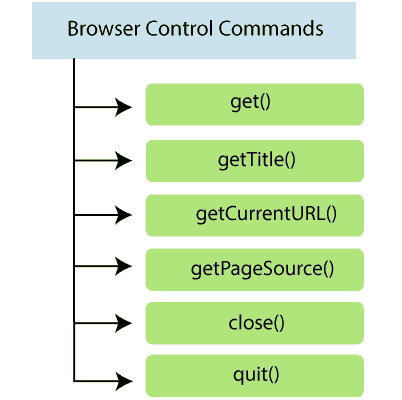 Browser Control Commands
get()
getTitle()
getCurrentURL()
getPageSource()
close()
quit()